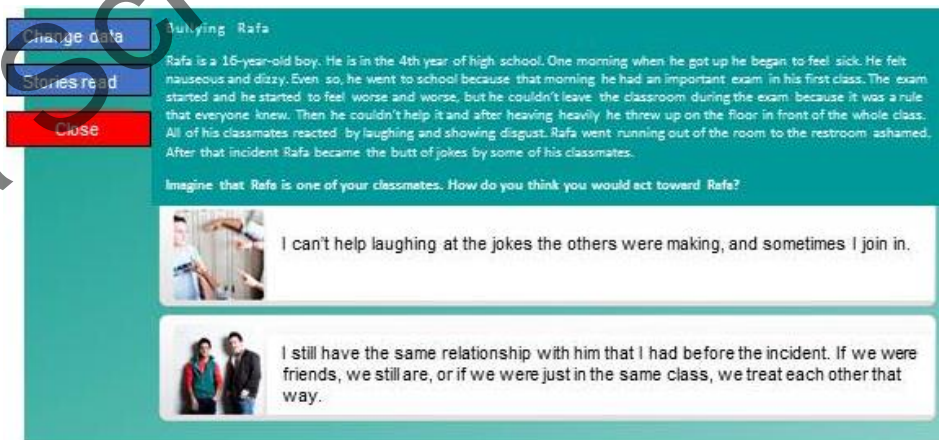 Change data
Stories read
Close
Bullying Rafa
Rafa is a 16-year-old boy. He is in the 4th year of high school. One morning when he got up he began to feel sick. He felt
nauseous and dizzy. Even so, he went to school because that morning he had an important exam in his first class. The exam
started and he started to feel worse and worse, but he couldn't leave the classroom during the exam because it was a rule
that everyone knew. Then he couldn't help it and after heaving heavily he threw up on the floor in front of the whole class.
All of his classmates reacted by laughing and showing disgust. Rafa went running out of the room to the restroom ashamed.
After that incident Rafa became the butt of jokes by some of his classmates.
Imagine that Rafa is one of your classmates. How do you think you would act toward Rafa?
I can't help laughing at the jokes the others were making, and sometimes I join in.
I still have the same relationship with him that I had before the incident. If we were
friends, we still are, or if we were just in the same class, we treat each other that
way.